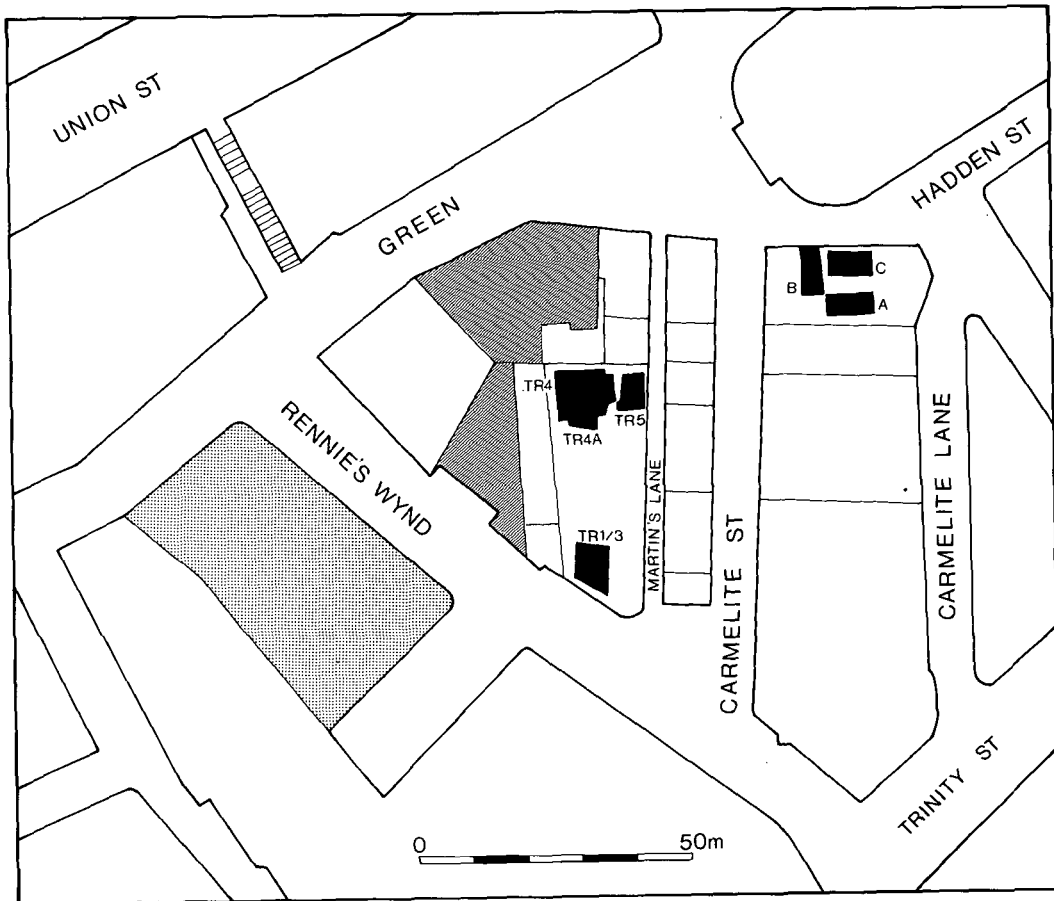 UNION ST
GREEN
HADDEN ST
B
C
A
TR4
TR5
TR4A
RENNIE'S WYND
TR1/3
MARTIN'S LANE
CARMELITE ST
CARMELITE LANE
TRINITY ST
0 50m